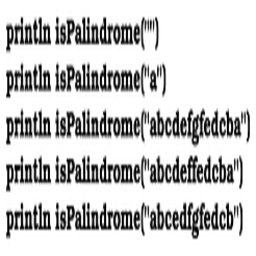 println isPalindrome("")
println isPalindrome("a")
println isPalindrome("abcdefgfedcba")
println isPalindrome("abcdeffedcba")
println isPalindrome("abcedfgfedcb")